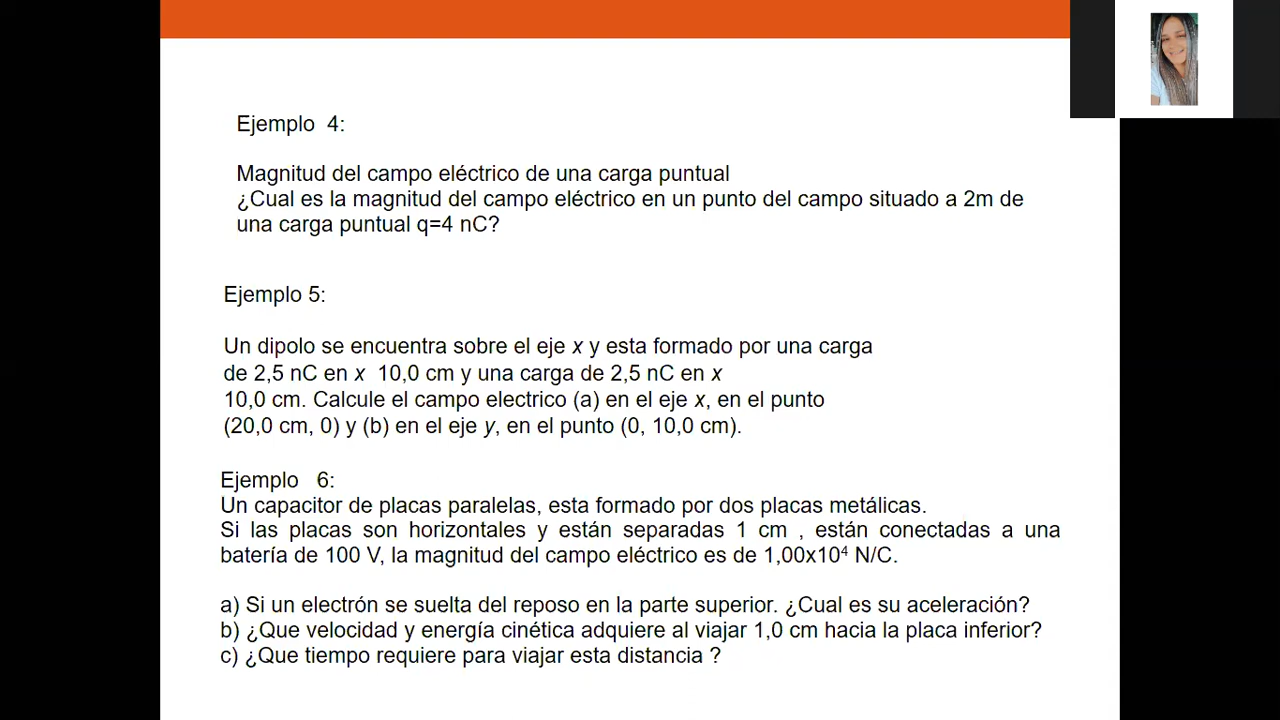 Ejemplo 4:
Magnitud del campo eléctrico de una carga puntual
¿Cual es la magnitud del campo eléctrico en un punto del campo situado a 2m de
una carga puntual q=4 nC?
Ejemplo 5:
Un dipolo se encuentra sobre el eje x y esta formado por una carga
de 2,5 nC en x 10,0 cm y una carga de 2,5 nC en x
10,0 cm. Calcule el campo electrico (a) en el eje x, en el punto
(20,0 cm, 0) y (b) en el eje y, en el punto (0, 10,0 cm).
Ejemplo 6:
Un capacitor de placas paralelas, esta formado por dos placas metálicas.
Si las placas son horizontales y están separadas 1 cm , están conectadas a una
batería de 100 V, la magnitud del campo eléctrico es de 1,00x10⁴ N/C.
a) Si un electrón se suelta del reposo en la parte superior. ¿Cual es su aceleración?
b) ¿Que velocidad y energía cinética adquiere al viajar 1,0 cm hacia la placa inferior?
c) ¿Que tiempo requiere para viajar esta distancia ?